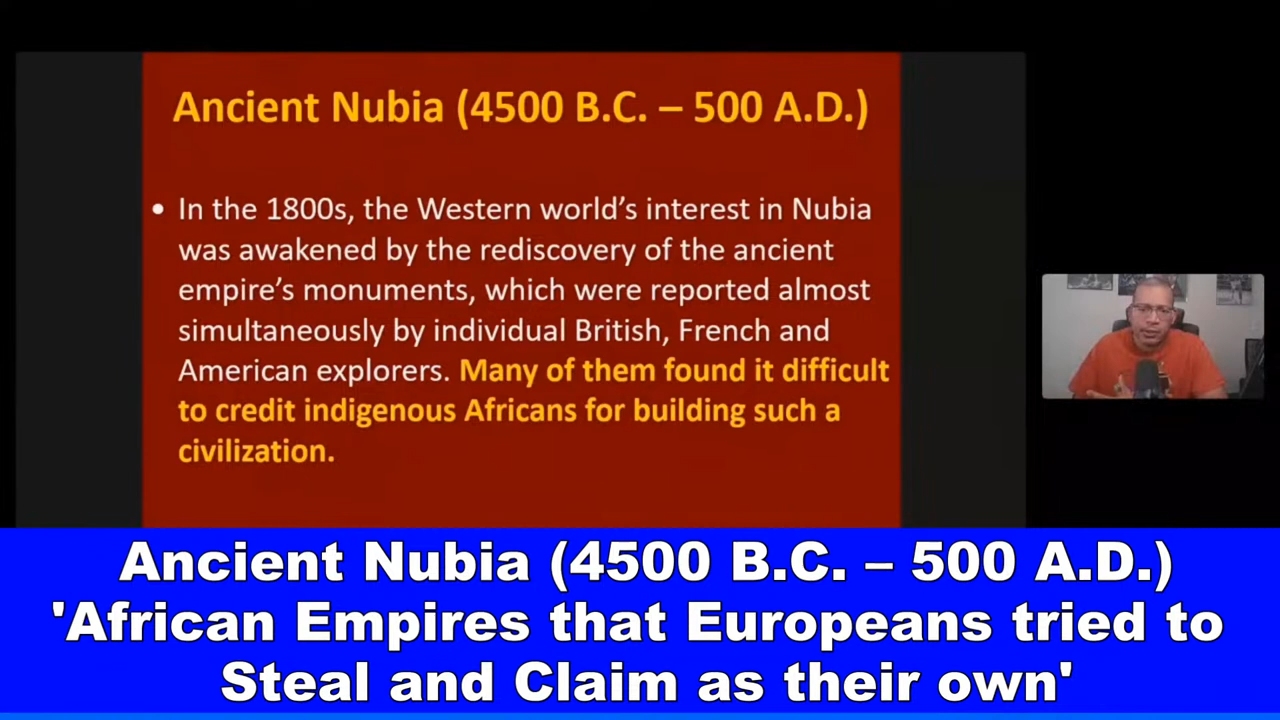 Ancient Nubia (4500 B.C. – 500 A.D.)
• In the 1800s, the Western world's interest in Nubia
was awakened by the rediscovery of the ancient
empire's monuments, which were reported almost
simultaneously by individual British, French and
American explorers. Many of them found it difficult
to credit indigenous Africans for building such a
civilization.
Ancient Nubia (4500 B.C. – 500 A.D.)
'African Empires that Europeans tried to
Steal and Claim as their own'